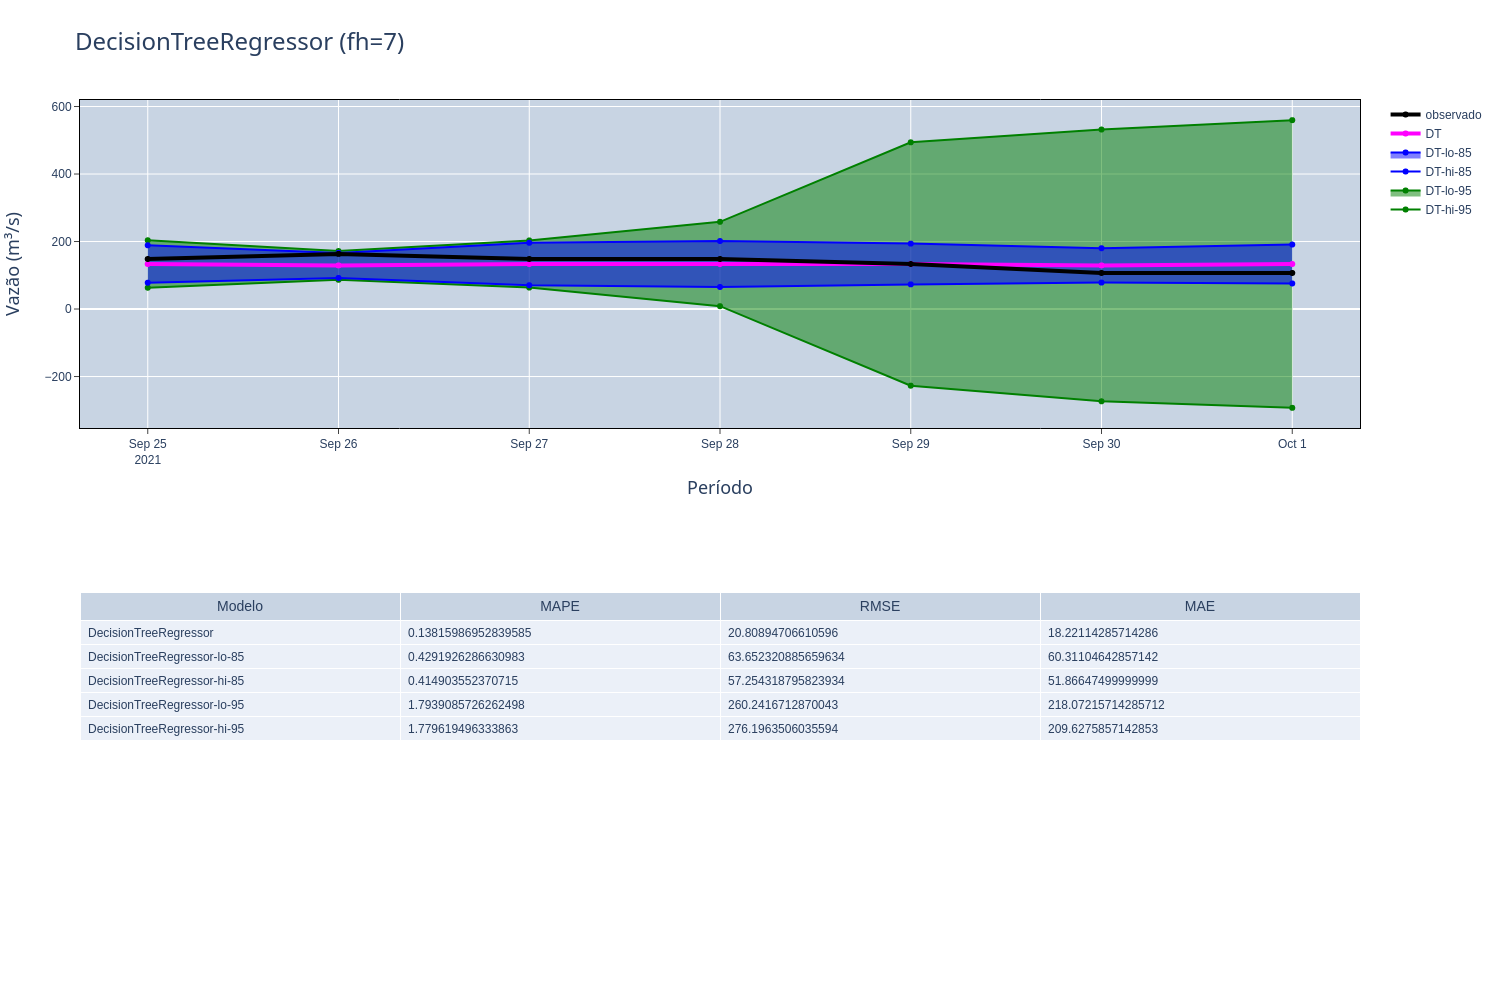 DecisionTreeRegressor (fh=7)
Vazão (m³/s)
600
400
200
0
−200
Sep 25
2021
Sep 26
Sep 27
Sep 28
Sep 29
Sep 30
Oct 1
Período
observado
DT
DT-lo-85
DT-hi-85
DT-lo-95
DT-hi-95
Modelo MAPE RMSE MAE
DecisionTreeRegressor 0.13815986952839585 20.80894706610596 18.22114285714286
DecisionTreeRegressor-lo-85 0.4291926286630983 63.652320885659634 60.31104642857142
DecisionTreeRegressor-hi-85 0.414903552370715 57.254318795823934 51.86647499999999
DecisionTreeRegressor-lo-95 1.7939085726262498 260.2416712870043 218.07215714285712
DecisionTreeRegressor-hi-95 1.779619496333863 276.1963506035594 209.6275857142853